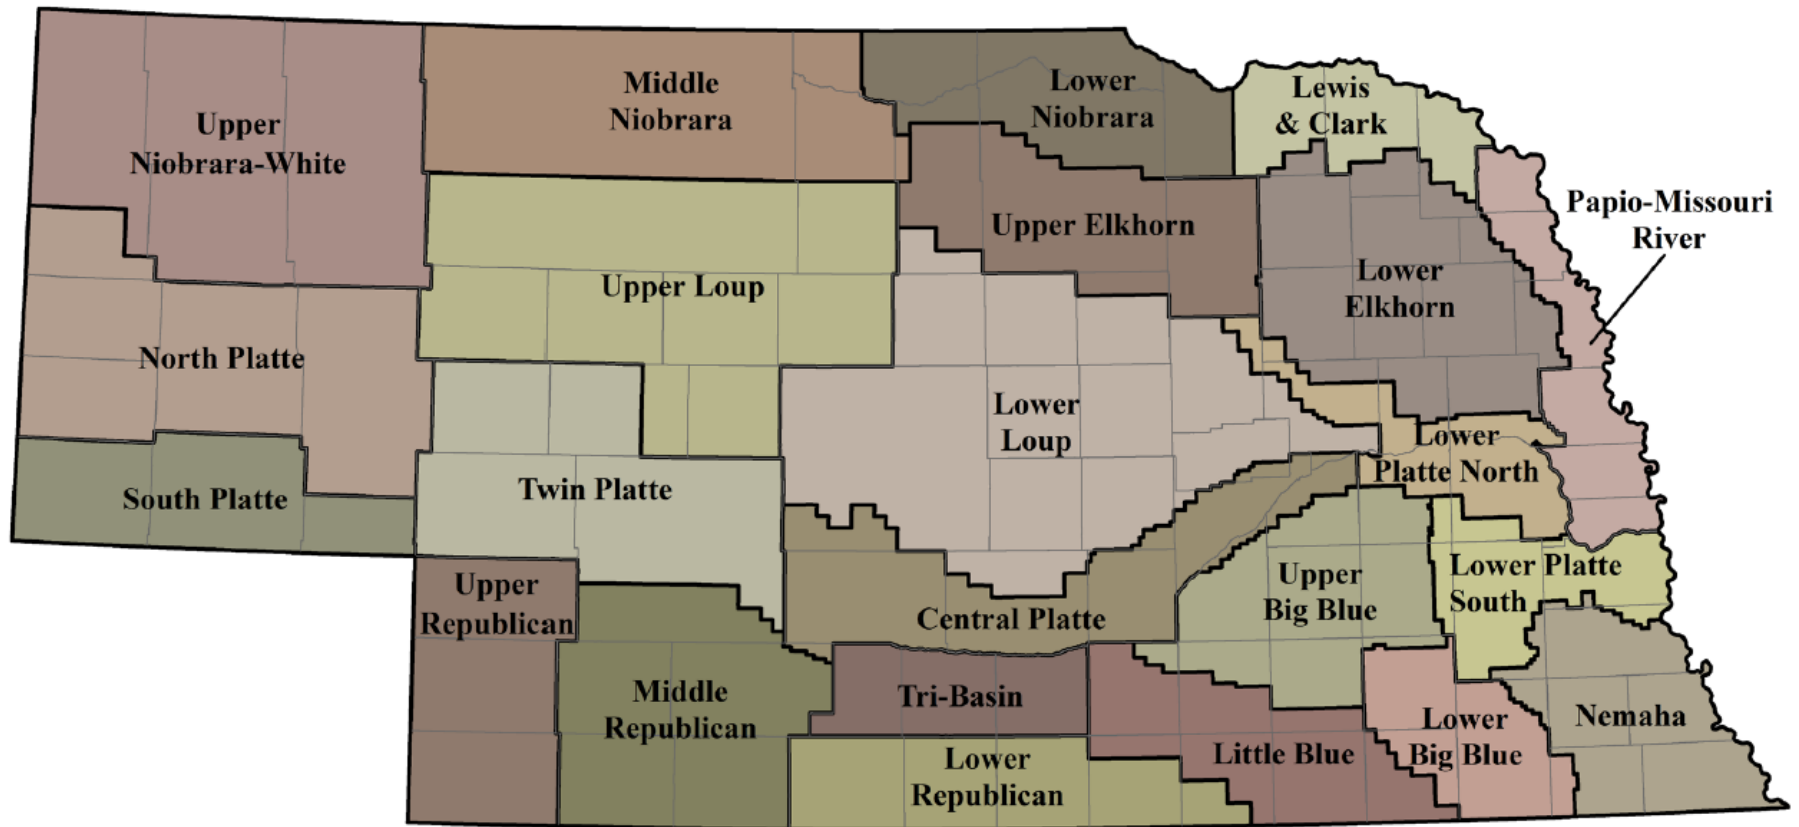 Middle
Niobrara
Lower
Niobrara
Lewis
& Clark
Upper
Niobrara-White
Papio-Missouri
River
Upper Elkhorn
Lower
Elkhorn
Upper Loup
North Platte
Lower
Loup
Lower
Platte North
South Platte
Twin Platte
Upper
Republican
Central Platte
Upper
Big Blue
Lower Platte
South
Middle
Republican
Tri-Basin
Lower
Republican
Little Blue
Lower
Big Blue
Nemaha